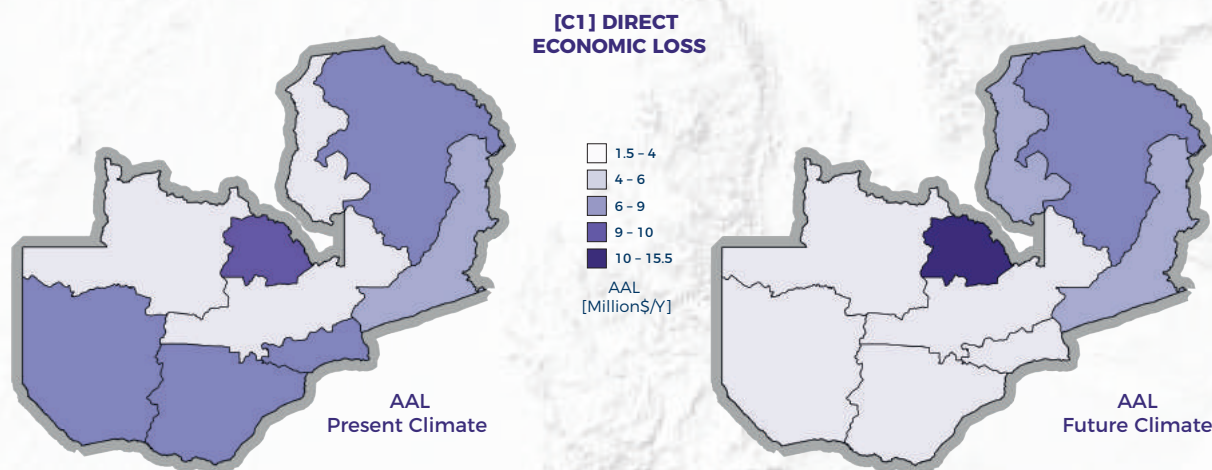 [C1] DIRECT
ECONOMIC LOSS
1.5 – 4
4 – 6
6 – 9
9 – 10
10 – 15.5
AAL
[Million$/Y]
AAL
Present Climate
AAL
Future Climate